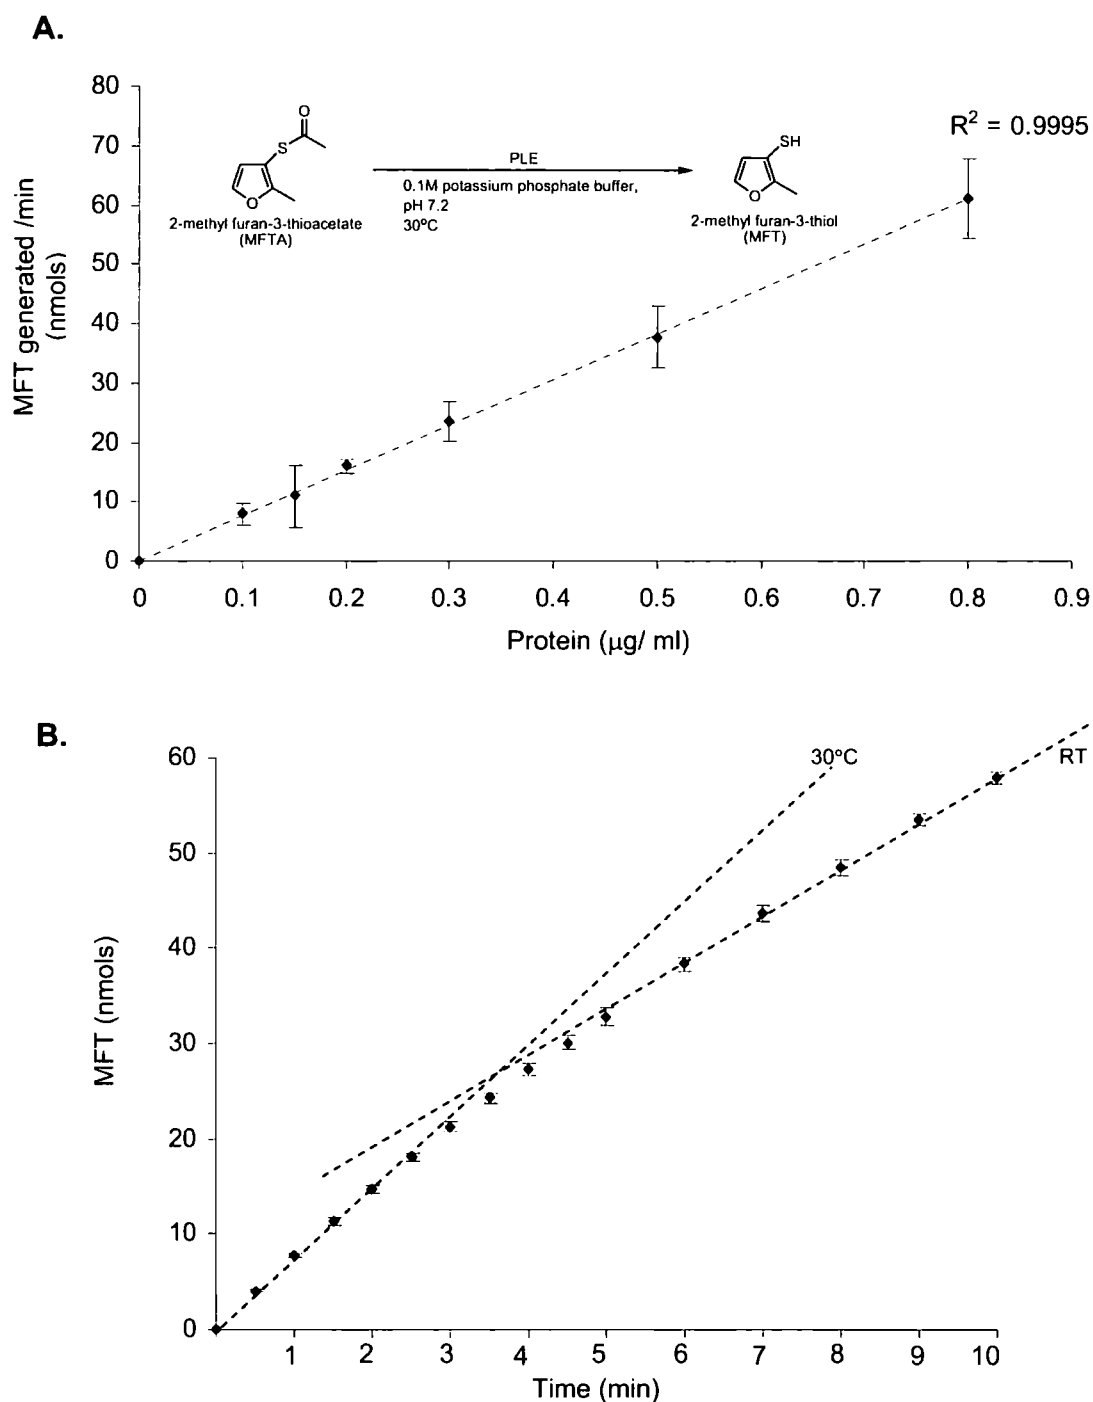 A.
80
70
60
50
40
30
20
10
0
MFT generated /min
(nmols)
R² = 0.9995
O
S
O
2-methyl furan-3-thioacetate
(MFTA)
PLE
0.1M potassium phosphate buffer,
pH 7.2
30ºC
SH
O
2-methyl furan-3-thiol
(MFT)
0 0.1 0.2 0.3 0.4 0.5 0.6 0.7 0.8 0.9
Protein (µg/ ml)
B.
60
50
40
30
20
10
0
MFT (nmols)
30ºC
RT
1 2 3 4 5 6 7 8 9 10
Time (min)